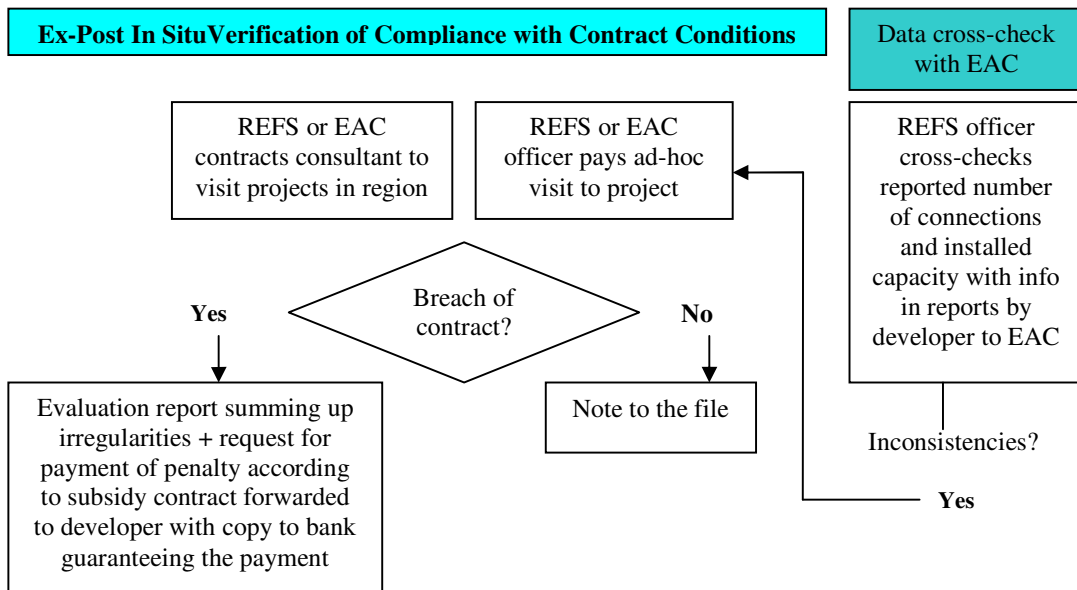 Ex-Post In SituVerification of Compliance with Contract Conditions
Data cross-check
with EAC
REFS or EAC
contracts consultant to
visit projects in region
REFS or EAC
officer pays ad-hoc
visit to project
REFS officer
cross-checks
reported number
of connections
and installed
capacity with info
in reports by
developer to EAC
Breach of
contract?
Yes
No
Evaluation report summing up
irregularities + request for
payment of penalty according
to subsidy contract forwarded
to developer with copy to bank
guaranteeing the payment
Note to the file
Inconsistencies?
Yes